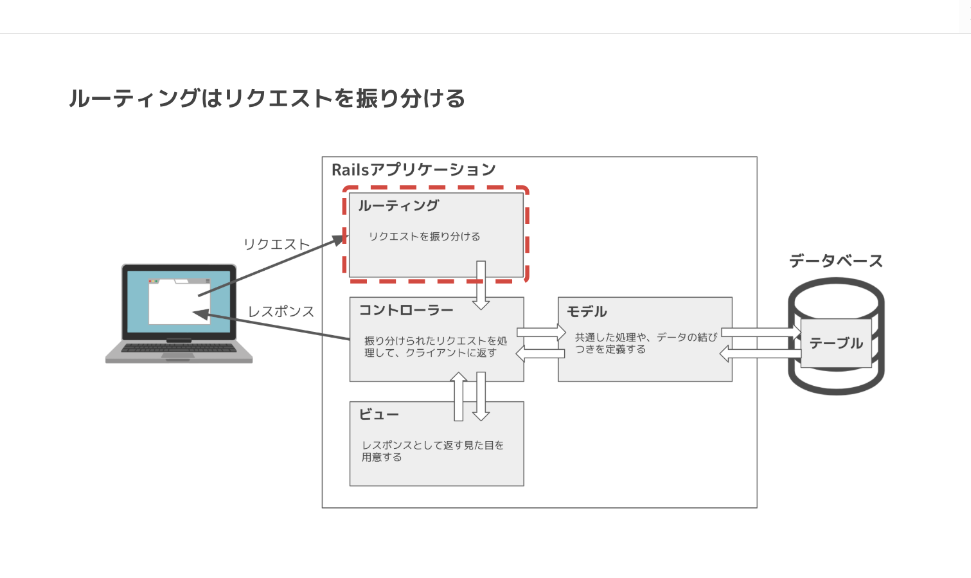 ルーティングはリクエストを振り分ける
Railsアプリケーション
ルーティング
リクエストを振り分ける
リクエスト
レスポンス
コントローラー
振り分けられたリクエストを処
理して、クライアントに返す
モデル
共通した処理や、データの結び
つきを定義する
データベース
テーブル
ビュー
レスポンスとして返す見た目を
用意する